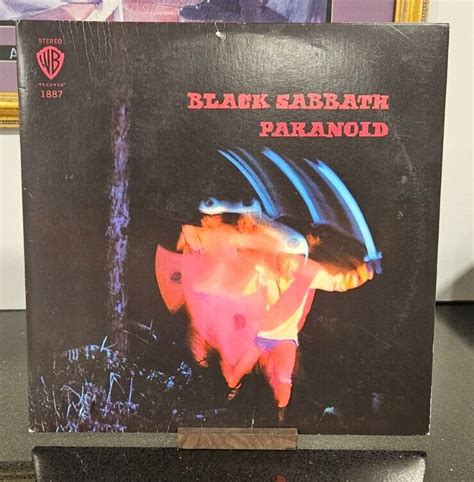 STEREO
WB
RECORDS
1887
BLACK SABBATH
PARANOID